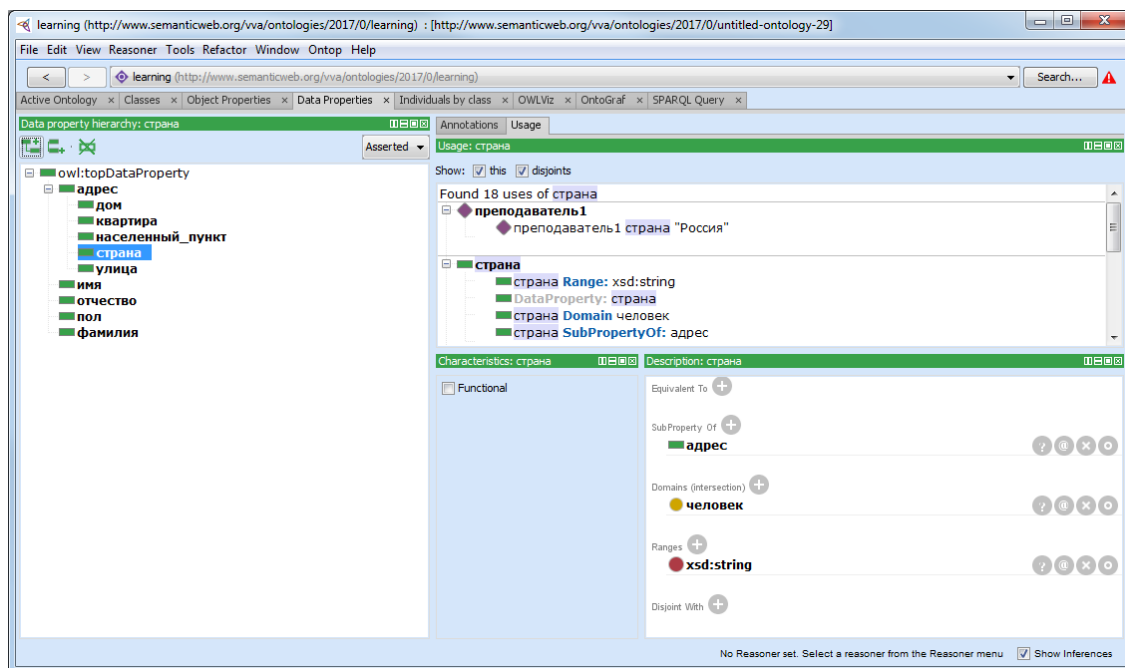 learning (http://www.semanticweb.org/vva/ontologies/2017/0/learning) : [http://www.semanticweb.org/vva/ontologies/2017/0/untitled-ontology-29]
File Edit View Reasoner Tools Refactor Window Ontop Help
< > learning (http://www.semanticweb.org/vva/ontologies/2017/0/learning) Search...
Active Ontology × Classes × Object Properties × Data Properties × Individuals by class × OWLViz × OntoGraf × SPARQL Query ×
Data property hierarchy: страна
Asserted
owl:topDataProperty
адрес
дом
квартира
населенный_пункт
страна
улица
имя
отчество
пол
фамилия
Annotations Usage
Usage: страна
Show: this disjoints
Found 18 uses of страна
преподаватель1
преподаватель1 страна "Россия"
страна
страна Range: xsd:string
DataProperty: страна
страна Domain человек
страна SubPropertyOf: адрес
Characteristics: страна
Functional
Description: страна
Equivalent To
SubProperty Of
адрес
Domains (intersection)
человек
Ranges
xsd:string
Disjoint With
No Reasoner set. Select a reasoner from the Reasoner menu Show Inferences